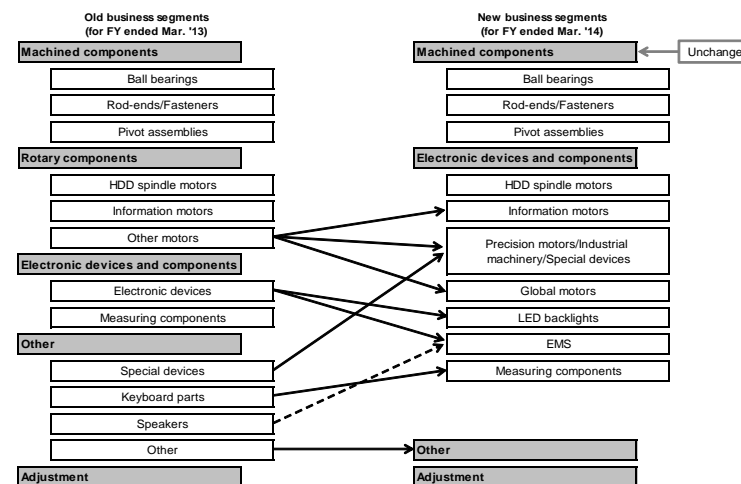 Old business segments
(for FY ended Mar. '13)
Machined components
Ball bearings
Rod-ends/Fasteners
Pivot assemblies
Rotary components
HDD spindle motors
Information motors
Other motors
Electronic devices and components
Electronic devices
Measuring components
Other
Special devices
Keyboard parts
Speakers
Other
Adjustment
New business segments
(for FY ended Mar. '14)
Machined components
Unchange
Ball bearings
Rod-ends/Fasteners
Pivot assemblies
Electronic devices and components
HDD spindle motors
Information motors
Precision motors/Industrial
machinery/Special devices
Global motors
LED backlights
EMS
Measuring components
Other
Adjustment